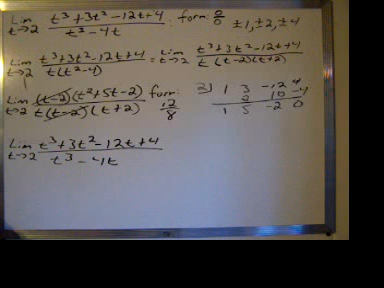 Lim t→2 (t³+3t²-12t+4)/(t³-4t) : form: 0/0 ±1,±2,±4
Lim t→2 (t³+3t²-12t+4)/(t(t²-4)) = Lim t→2 (t³+3t²-12t+4)/(t(t-2)(t+2))
Lim t→2 ((t-2)(t²+5t-2))/(t(t-2)(t+2)) form: 12/8
2) 1 3 -12 4
2 10 -4
1 5 -2 0
Lim t→2 (t³+3t²-12t+4)/(t³-4t)